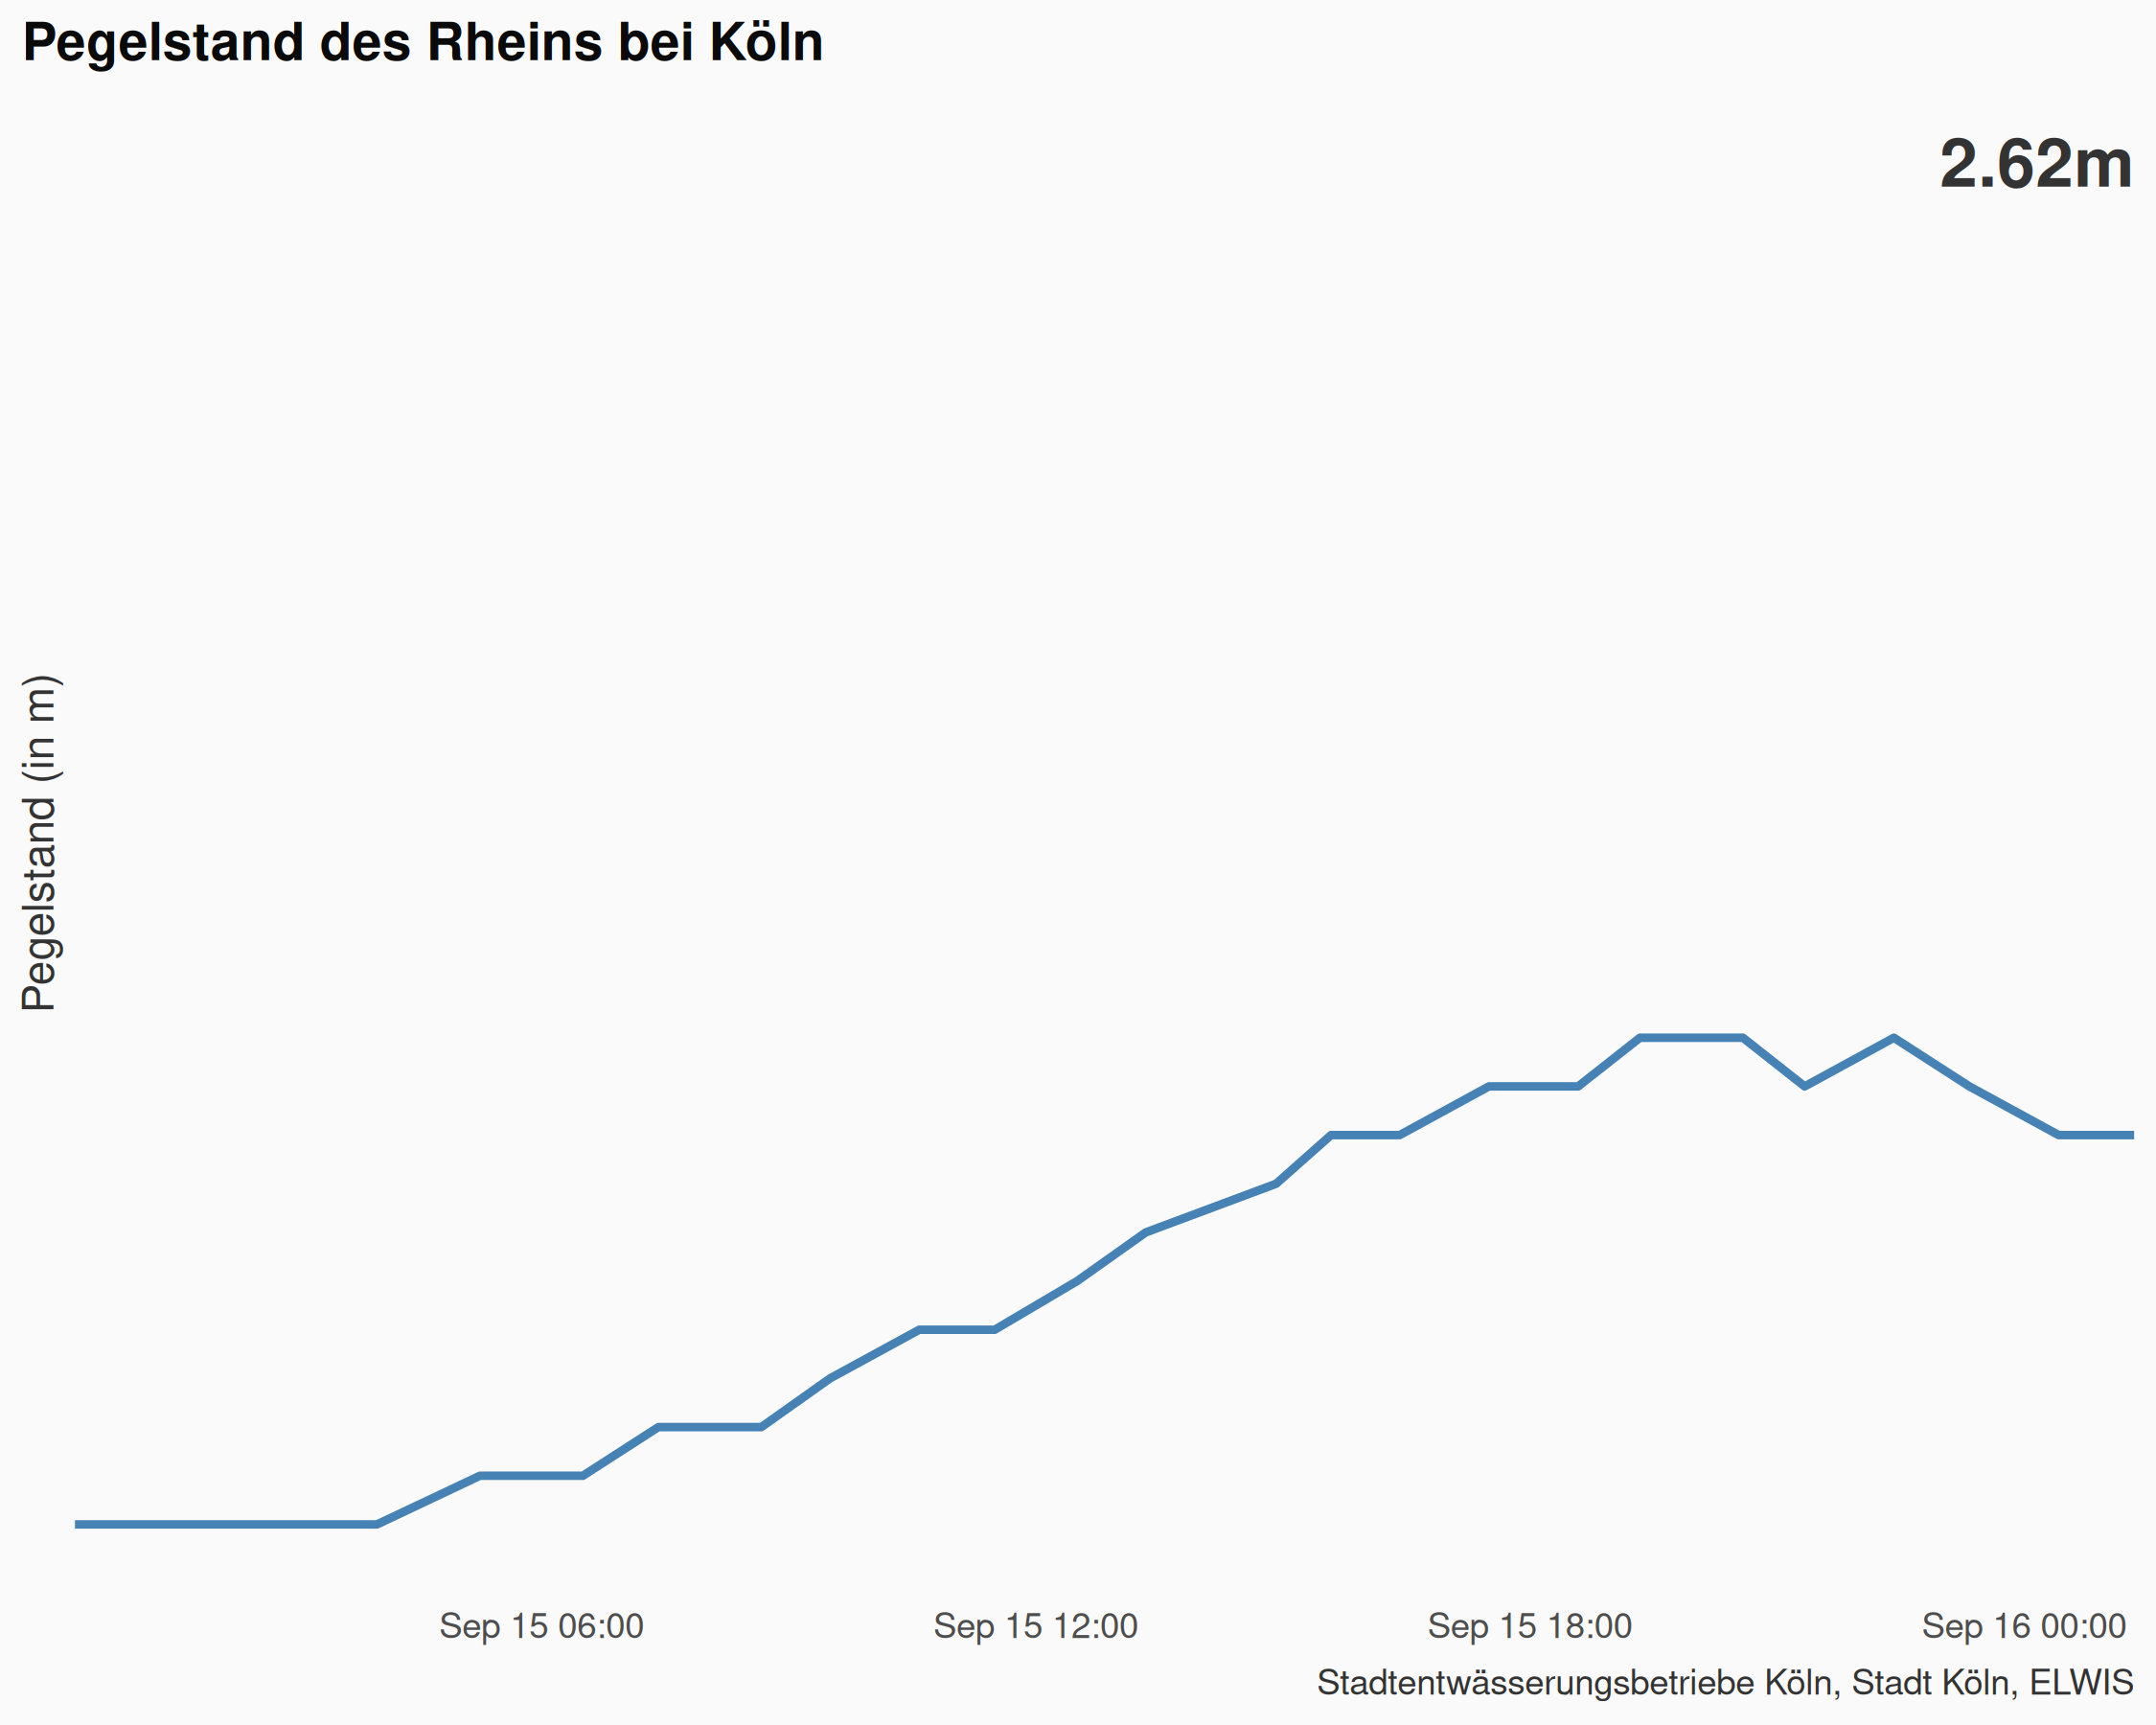 Pegelstand des Rheins bei Köln
2.62m
Pegelstand (in m)
Sep 15 06:00 Sep 15 12:00 Sep 15 18:00 Sep 16 00:00
Stadtentwässerungsbetriebe Köln, Stadt Köln, ELWIS